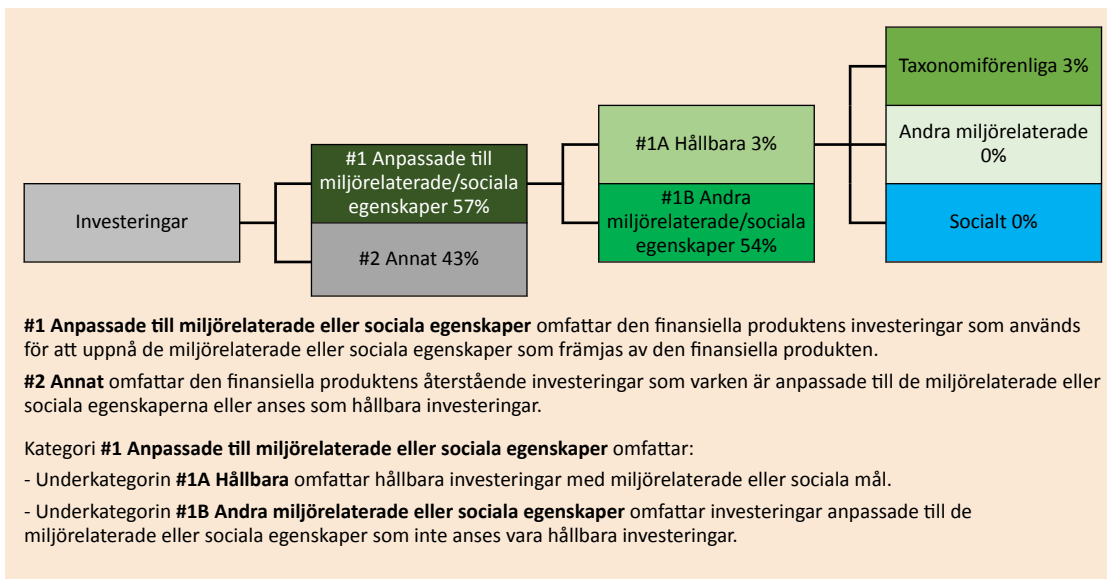 Taxonomiförenliga 3%
#1A Hållbara 3%
Andra miljörelaterade
0%
#1 Anpassade till
miljörelaterade/sociala
egenskaper 57%
Investeringar
#1B Andra
miljörelaterade/sociala
egenskaper 54%
Socialt 0%
#2 Annat 43%
#1 Anpassade till miljörelaterade eller sociala egenskaper omfattar den finansiella produktens investeringar som används
för att uppnå de miljörelaterade eller sociala egenskaper som främjas av den finansiella produkten.
#2 Annat omfattar den finansiella produktens återstående investeringar som varken är anpassade till de miljörelaterade eller
sociala egenskaperna eller anses som hållbara investeringar.
Kategori #1 Anpassade till miljörelaterade eller sociala egenskaper omfattar:
- Underkategorin #1A Hållbara omfattar hållbara investeringar med miljörelaterade eller sociala mål.
- Underkategorin #1B Andra miljörelaterade eller sociala egenskaper omfattar investeringar anpassade till de
miljörelaterade eller sociala egenskaper som inte anses vara hållbara investeringar.